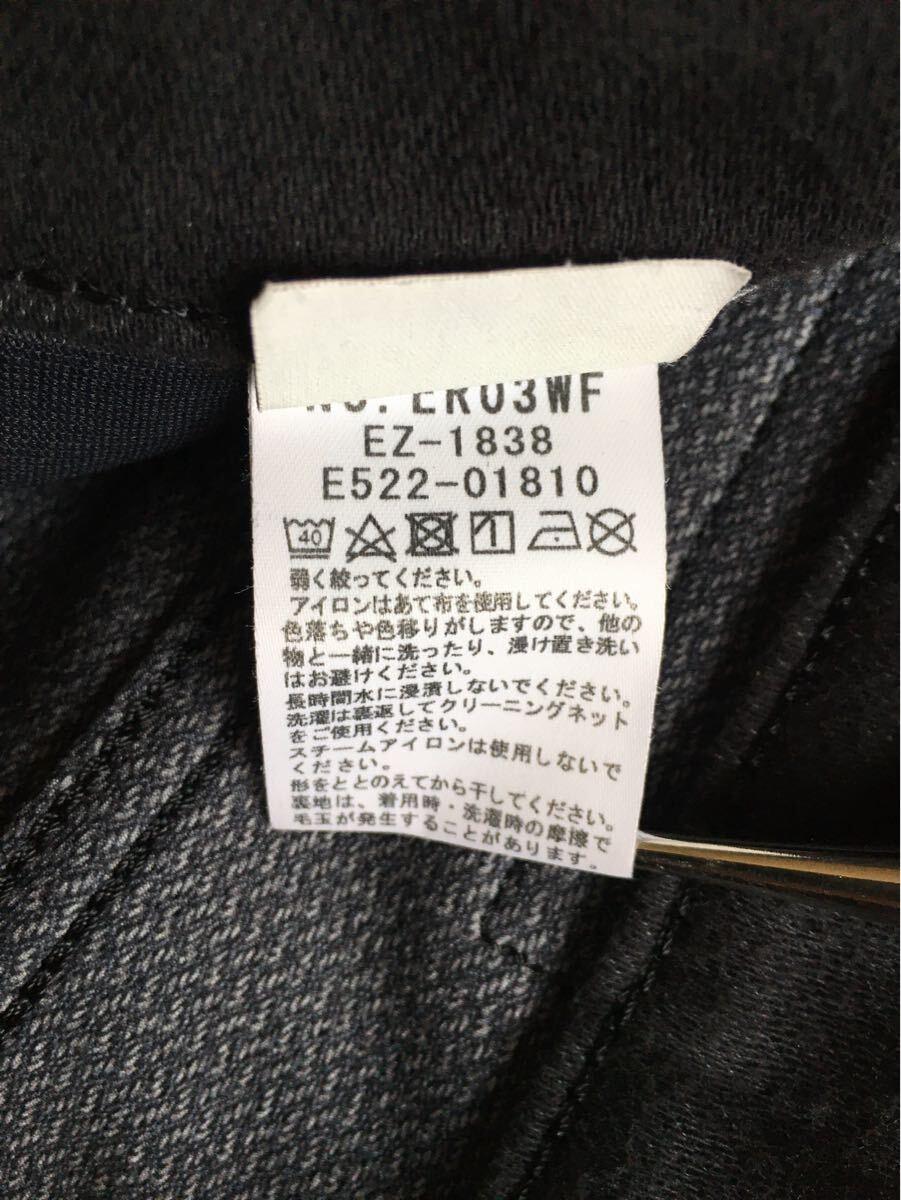 NO. ER03WF
EZ-1838
E522-01810
40
弱く絞ってください。
アイロンはあて布を使用してください。
色落ちや色移りがしますので、他の
物と一緒に洗ったり、浸け置き洗い
はお避けください。
長時間水に浸漬しないでください。
洗濯は裏返してクリーニングネット
をご使用ください。
スチームアイロンは使用しないで
ください。
形をととのえてから干してください。
裏地は、着用時・洗濯時の摩擦で
毛玉が発生することがあります。